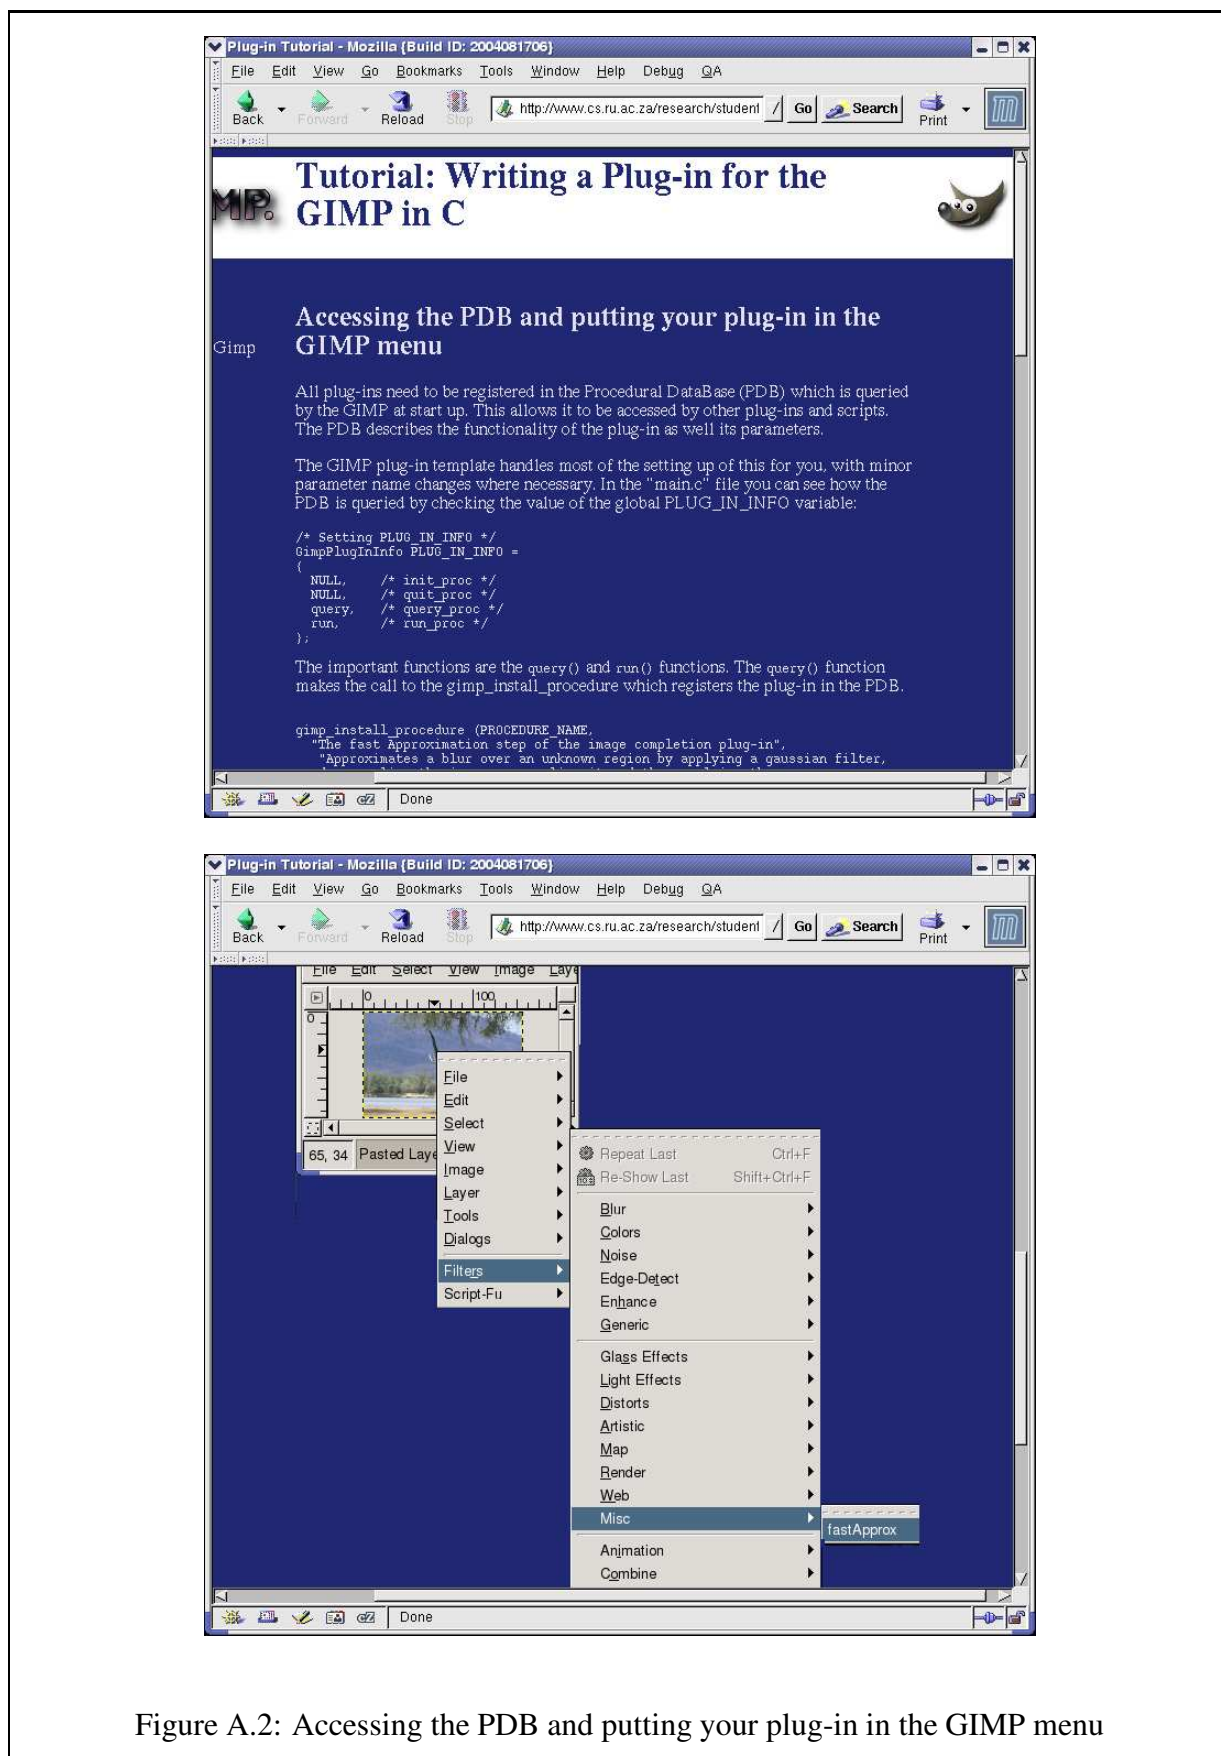 Plug-in Tutorial - Mozilla {Build ID: 2004081706}
File Edit View Go Bookmarks Tools Window Help Debug QA
Back Forward Reload Stop http://www.cs.ru.ac.za/research/student Go Search Print
MP.
Tutorial: Writing a Plug-in for the
GIMP in C
Accessing the PDB and putting your plug-in in the
GIMP menu
Gimp
All plug-ins need to be registered in the Procedural DataBase (PDB) which is queried
by the GIMP at start up. This allows it to be accessed by other plug-ins and scripts.
The PDB describes the functionality of the plug-in as well its parameters.
The GIMP plug-in template handles most of the setting up of this for you, with minor
parameter name changes where necessary. In the "main.c" file you can see how the
PDB is queried by checking the value of the global PLUG_IN_INFO variable:
/* Setting PLUG_IN_INFO */
GimpPlugInInfo PLUG_IN_INFO =
{
NULL, /* init_proc */
NULL, /* quit_proc */
query, /* query_proc */
run, /* run_proc */
};
The important functions are the query() and run() functions. The query() function
makes the call to the gimp_install_procedure which registers the plug-in in the PDB.
gimp_install_procedure (PROCEDURE_NAME,
"The fast Approximation step of the image completion plug-in",
"Approximates a blur over an unknown region by applying a gaussian filter,
Done
Plug-in Tutorial - Mozilla {Build ID: 2004081706}
File Edit View Go Bookmarks Tools Window Help Debug QA
Back Forward Reload Stop http://www.cs.ru.ac.za/research/student Go Search Print
File Edit Select View Image Laye
0 100
0
File
Edit
Select
View
65, 34 Pasted Laye
Image
Layer
Tools
Dialogs
Filters
Script-Fu
Repeat Last Ctrl+F
Re-Show Last Shift+Ctrl+F
Blur
Colors
Noise
Edge-Detect
Enhance
Generic
Glass Effects
Light Effects
Distorts
Artistic
Map
Render
Web
Misc
fastApprox
Animation
Combine
Done
Figure A.2: Accessing the PDB and putting your plug-in in the GIMP menu